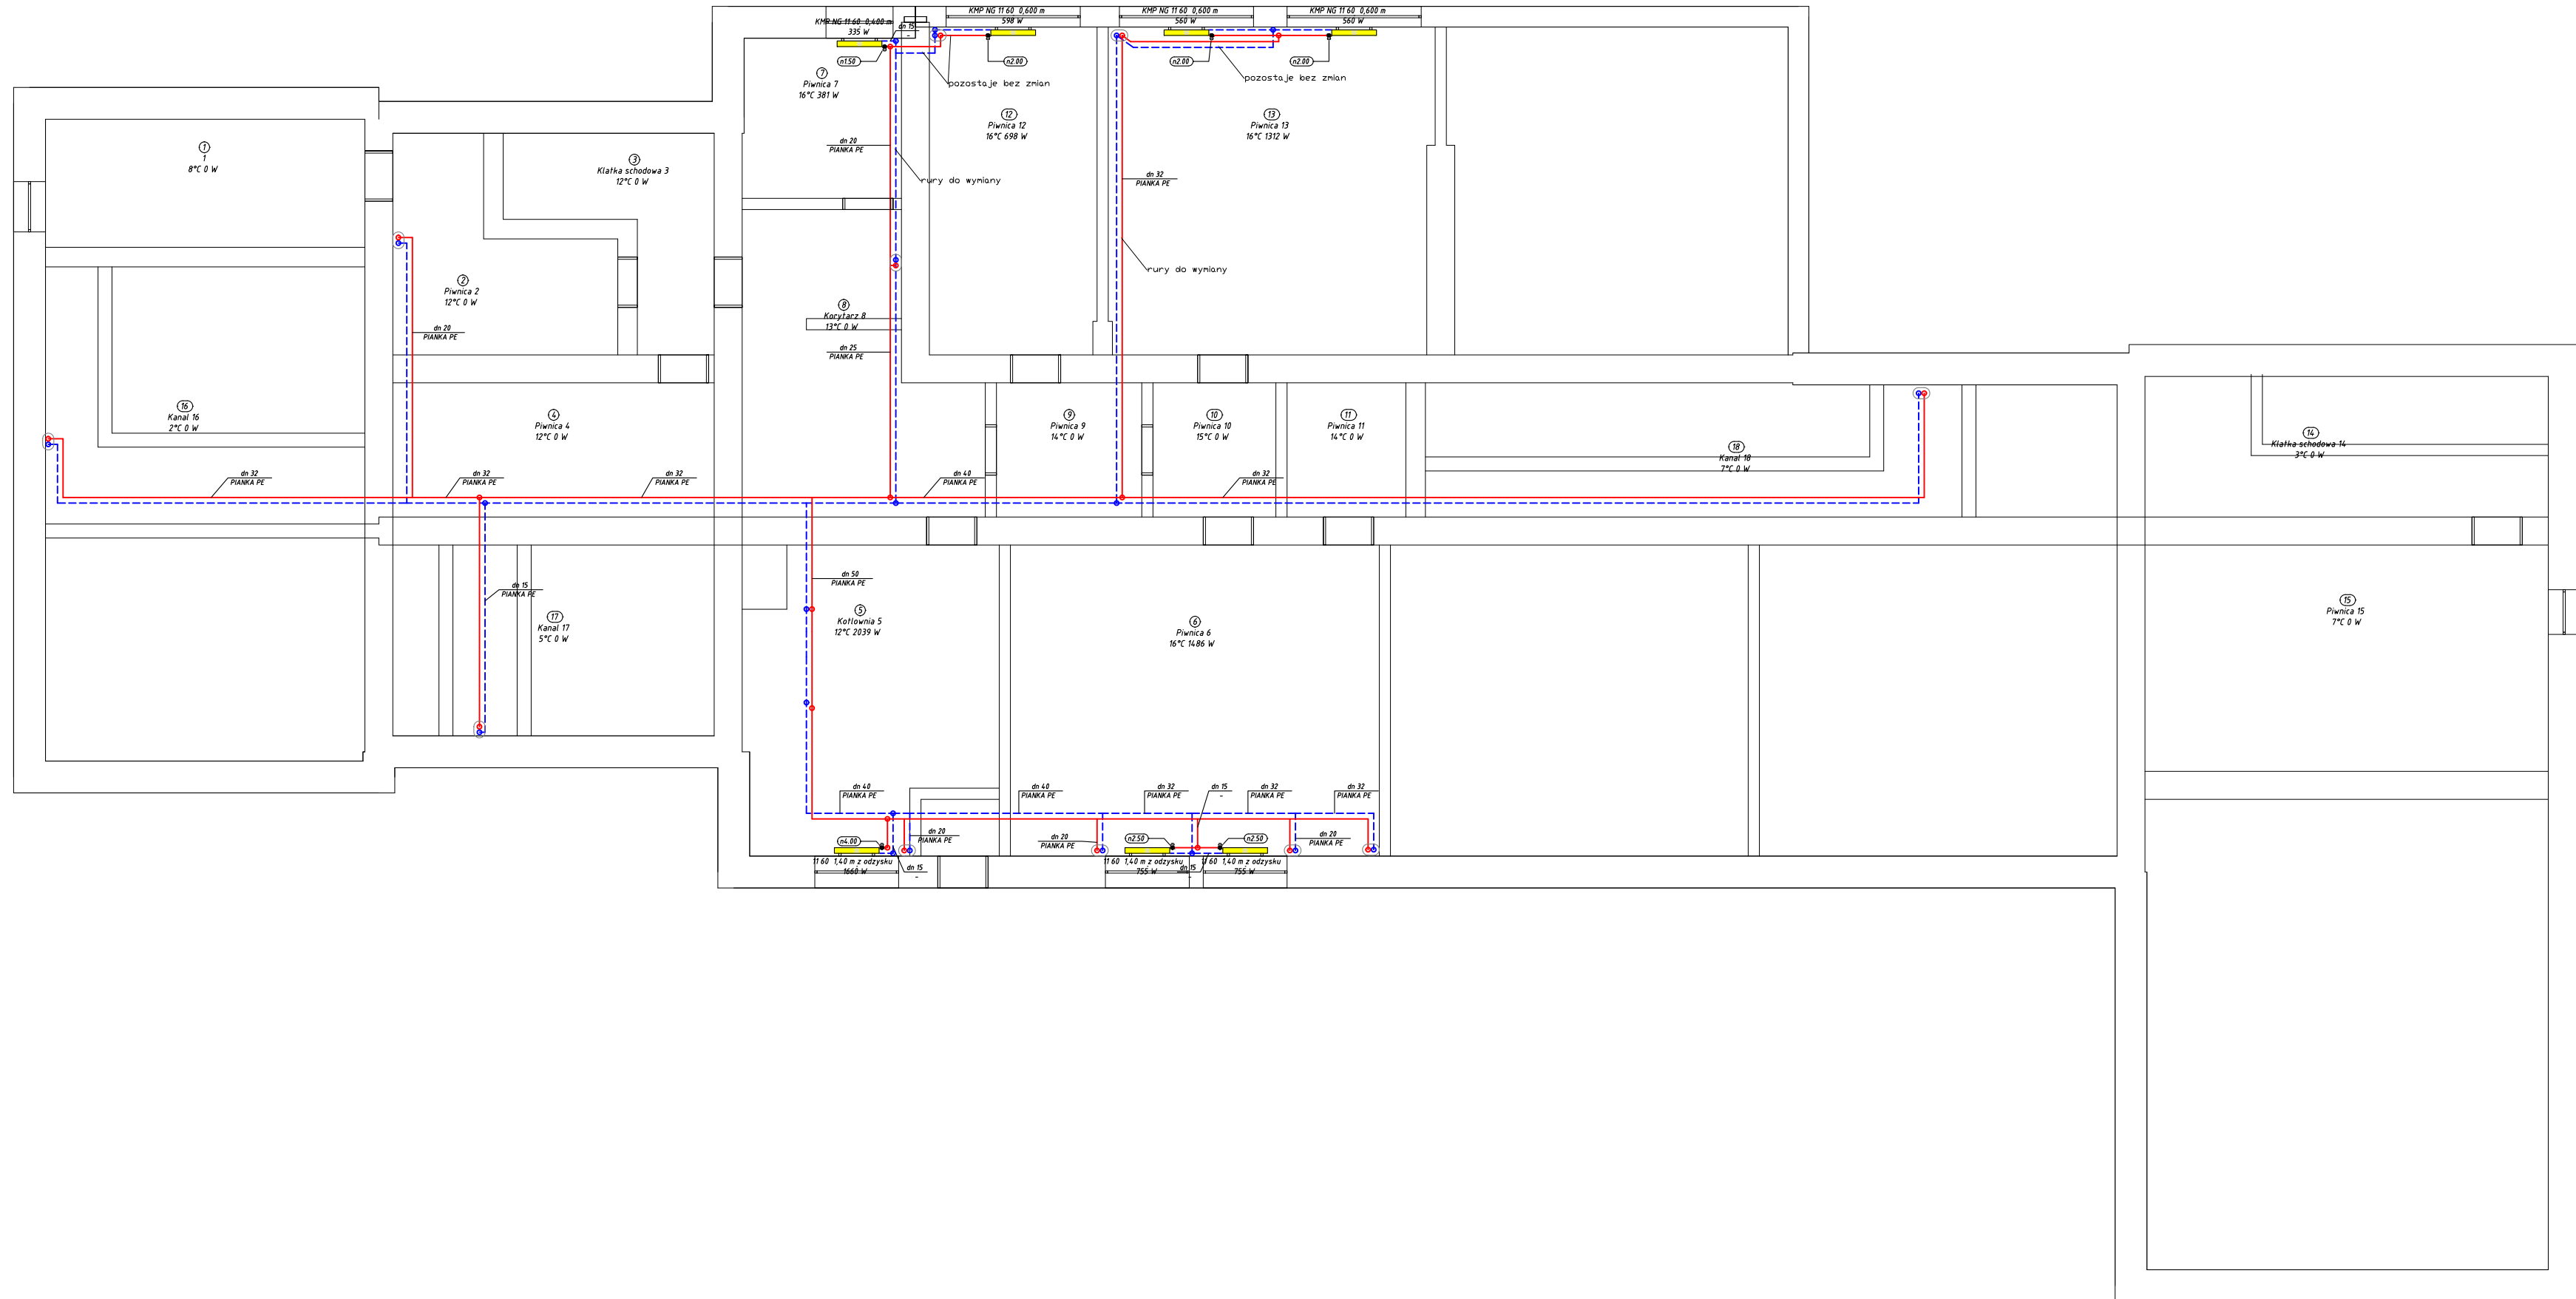 KMP NG 11 60  0,400 m
335 W
dn 15
-
KMP NG 11 60  0,600 m
598 W
KMP NG 11 60  0,600 m
560 W
KMP NG 11 60  0,600 m
560 W
n1.50
n2.00
n2.00
n2.00
pozostaje bez zmian
pozostaje bez zmian
7
Piwnica 7
16°C 381 W
12
Piwnica 12
16°C 698 W
13
Piwnica 13
16°C 1312 W
1
1
8°C 0 W
3
Klatka schodowa 3
12°C 0 W
dn 20
PIANKA PE
rury do wymiany
dn 32
PIANKA PE
rury do wymiany
2
Piwnica 2
12°C 0 W
dn 20
PIANKA PE
8
Korytarz 8
13°C 0 W
dn 25
PIANKA PE
16
Kanal 16
2°C 0 W
4
Piwnica 4
12°C 0 W
9
Piwnica 9
14°C 0 W
10
Piwnica 10
15°C 0 W
11
Piwnica 11
14°C 0 W
18
Kanal 18
7°C 0 W
14
Klatka schodowa 14
3°C 0 W
dn 32
PIANKA PE
dn 32
PIANKA PE
dn 32
PIANKA PE
dn 40
PIANKA PE
dn 32
PIANKA PE
dn 15
PIANKA PE
17
Kanal 17
5°C 0 W
dn 50
PIANKA PE
5
Kotłownia 5
12°C 2039 W
6
Piwnica 6
16°C 1486 W
15
Piwnica 15
7°C 0 W
dn 40
PIANKA PE
dn 40
PIANKA PE
dn 32
PIANKA PE
dn 15
-
dn 32
PIANKA PE
dn 32
PIANKA PE
n4.00
dn 20
PIANKA PE
dn 20
PIANKA PE
n2.50
n2.50
dn 20
PIANKA PE
11 60  1,40 m z odzysku
1660 W
dn 15
-
11 60  1,40 m z odzysku
755 W
dn 15
-
11 60  1,40 m z odzysku
755 W